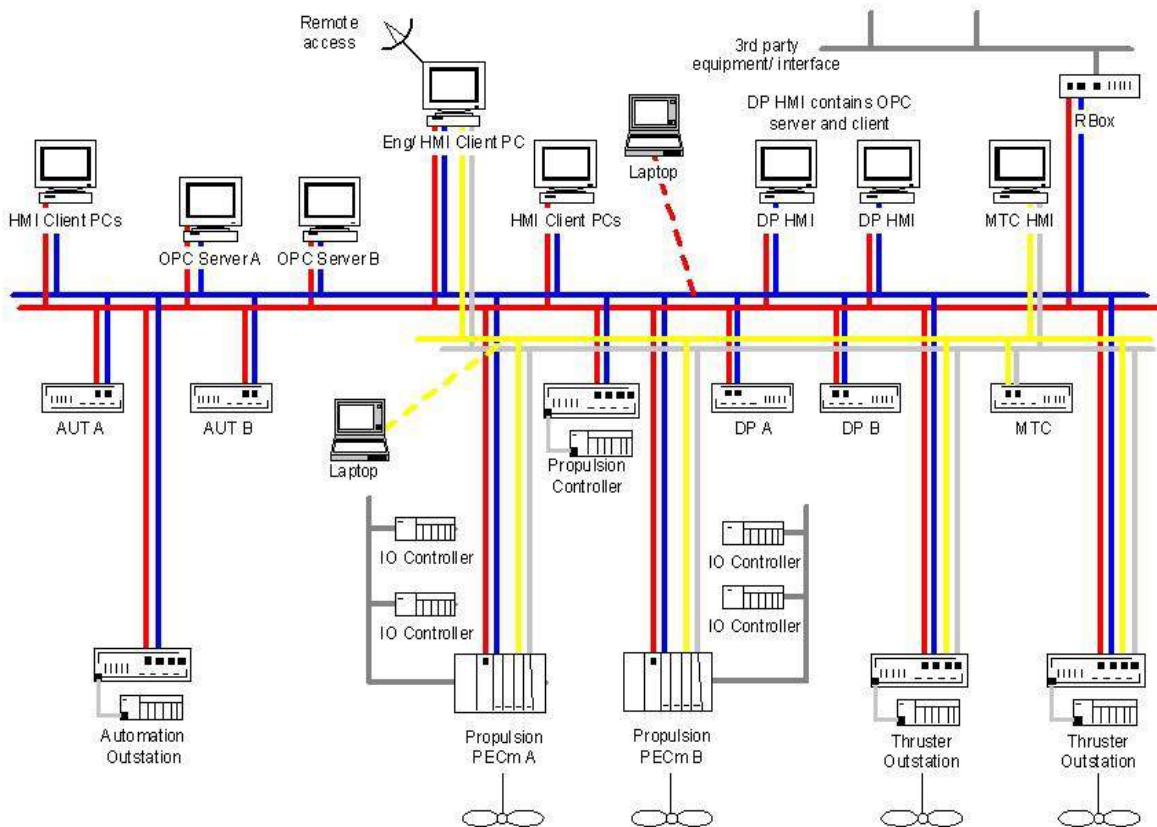 Remote
access
3rd party
equipment/ interface
DP HMI contains OPC
server and client
RBox
Eng/ HMI Client PC
Laptop
HMI Client PCs
OPC Server A
OPC Server B
HMI Client PCs
DP HMI
DP HMI
MTC HMI
AUT A
AUT B
Laptop
Propulsion
Controller
DP A
DP B
MTC
IO Controller
IO Controller
IO Controller
IO Controller
Automation
Outstation
Propulsion
PECm A
Propulsion
PECm B
Thruster
Outstation
Thruster
Outstation